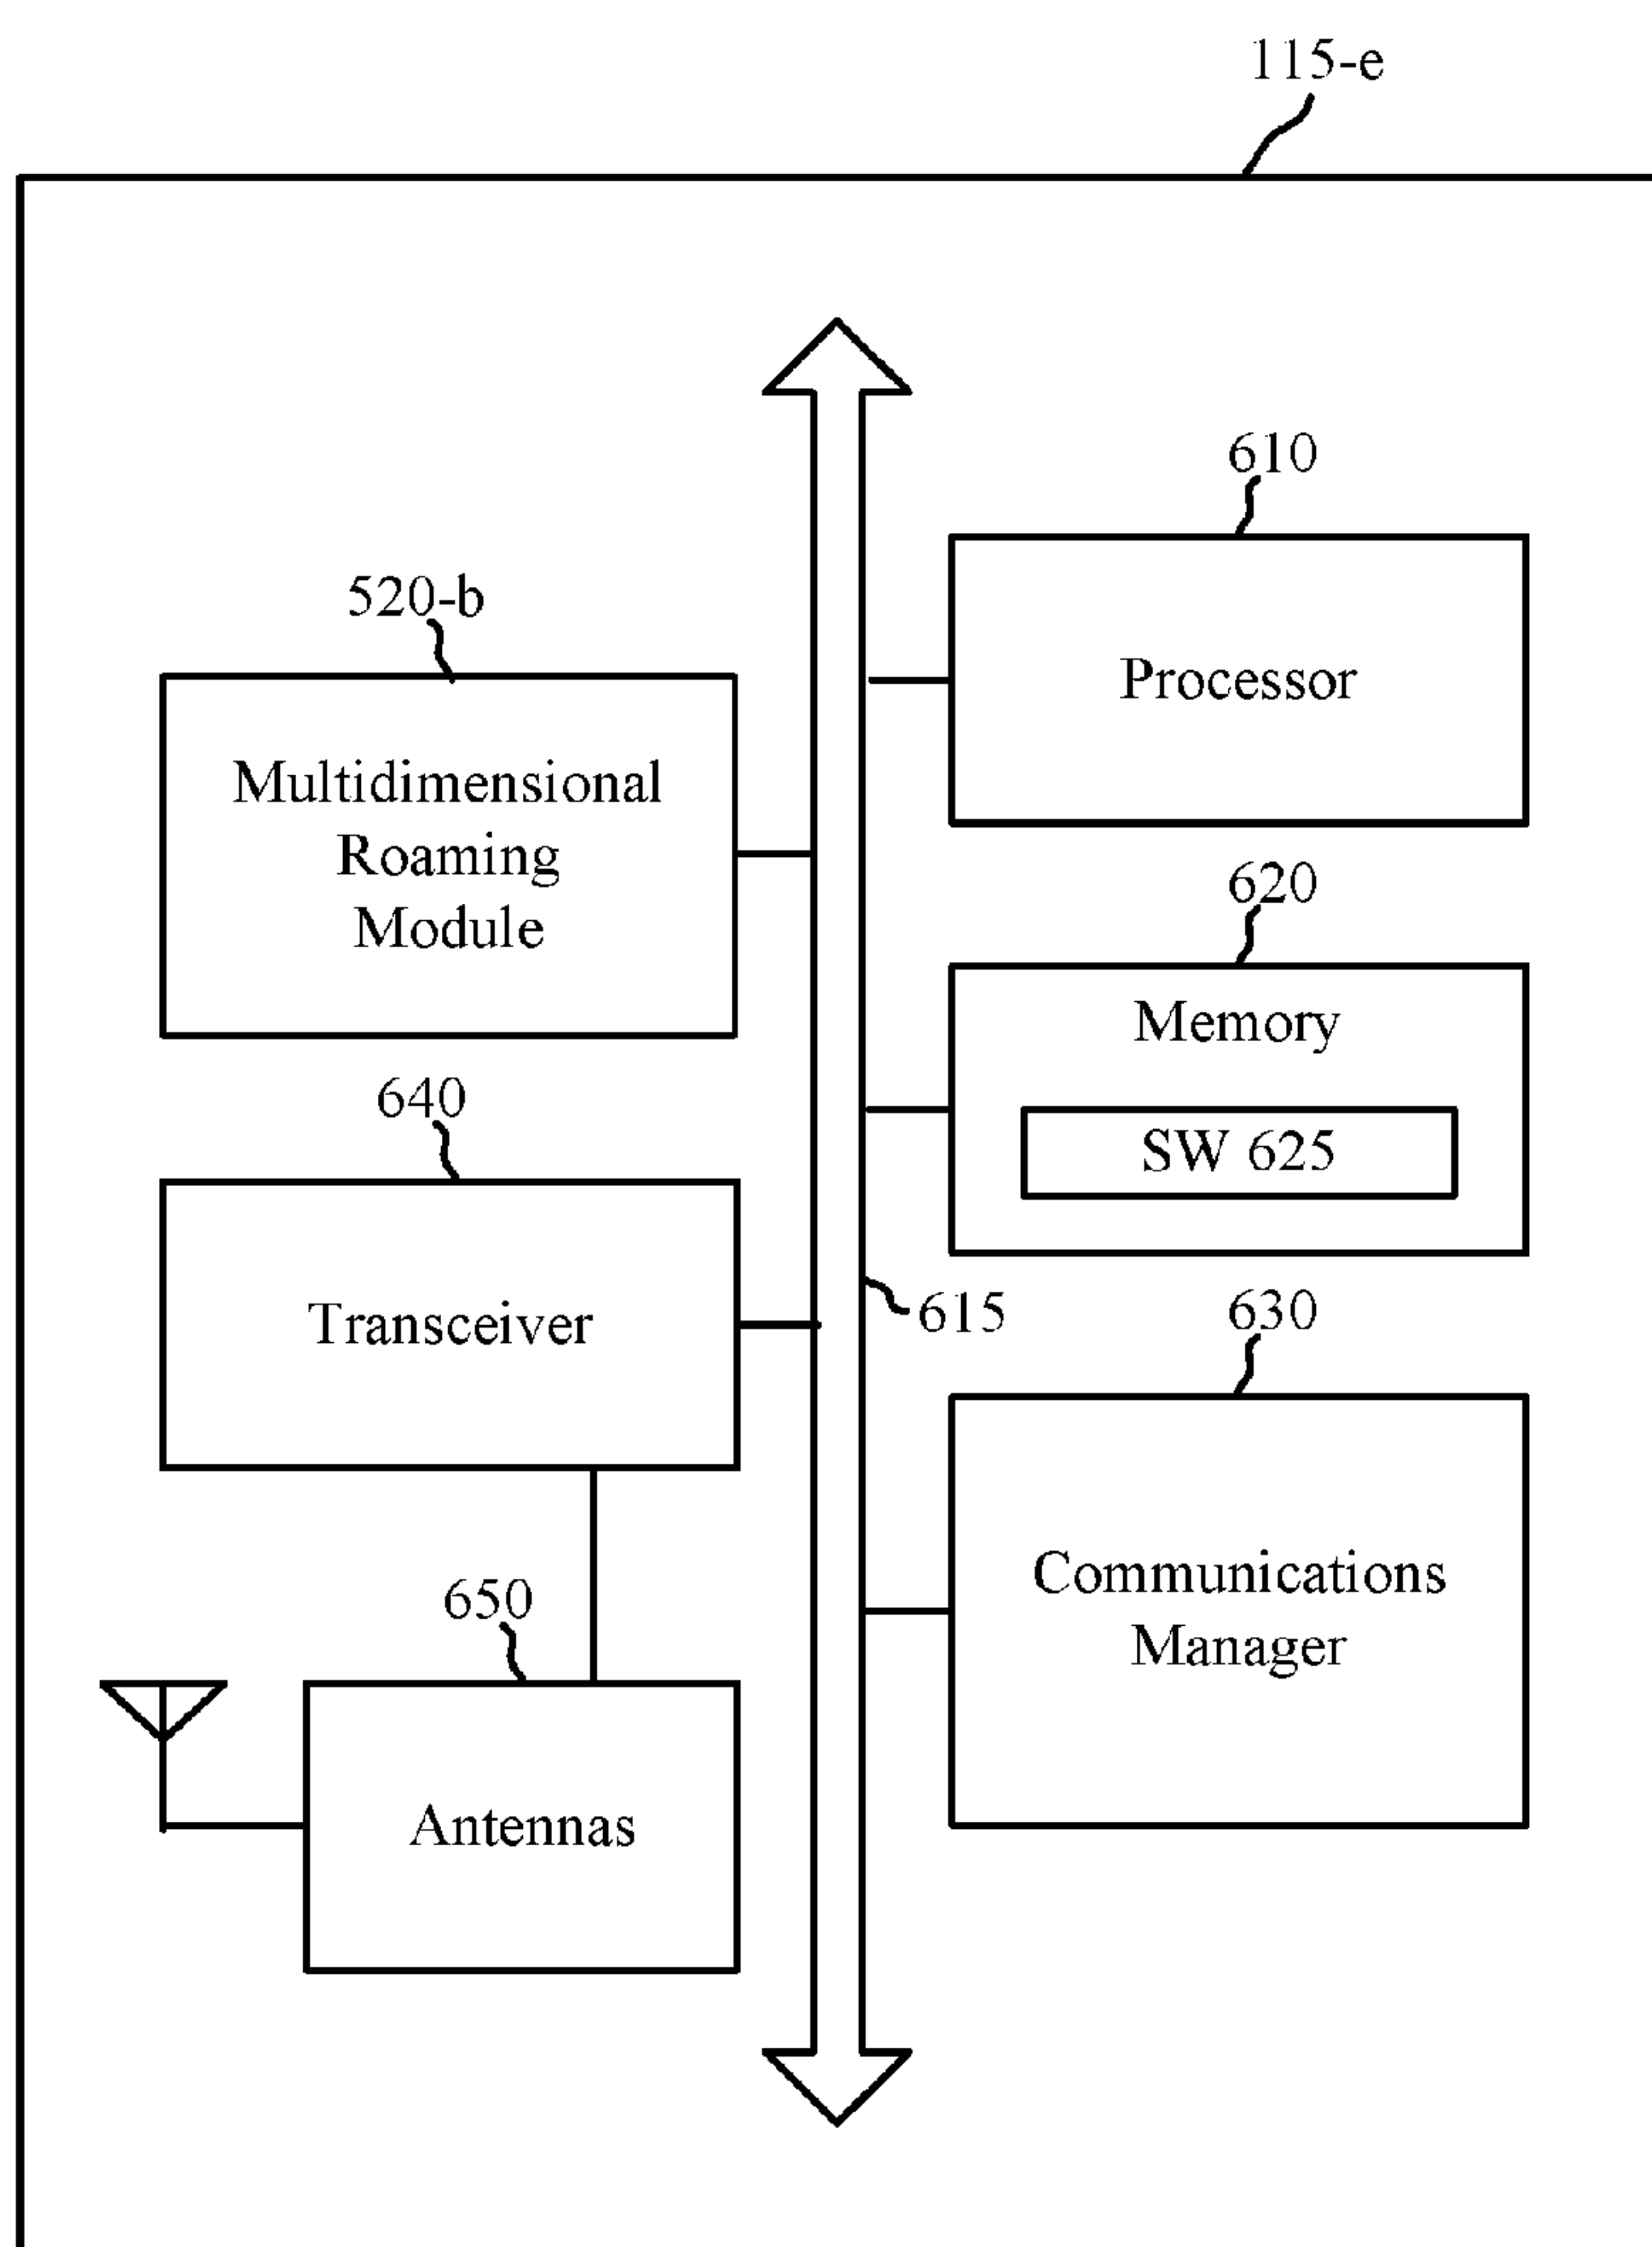 115-e
610
Processor
520-b
Multidimensional
Roaming
Module
620
Memory
SW 625
640
Transceiver
615
630
Communications
Manager
650
Antennas